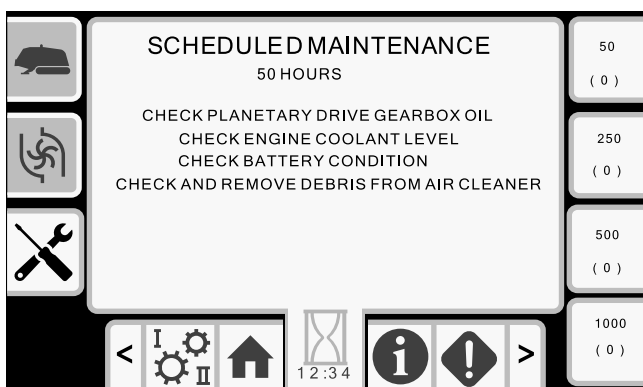 SCHEDULED MAINTENANCE
50 HOURS
CHECK PLANETARY DRIVE GEARBOX OIL
CHECK ENGINE COOLANT LEVEL
CHECK BATTERY CONDITION
CHECK AND REMOVE DEBRIS FROM AIR CLEANER
50
(0)
250
(0)
500
(0)
1000
(0)
< I II 12:34 i ! >